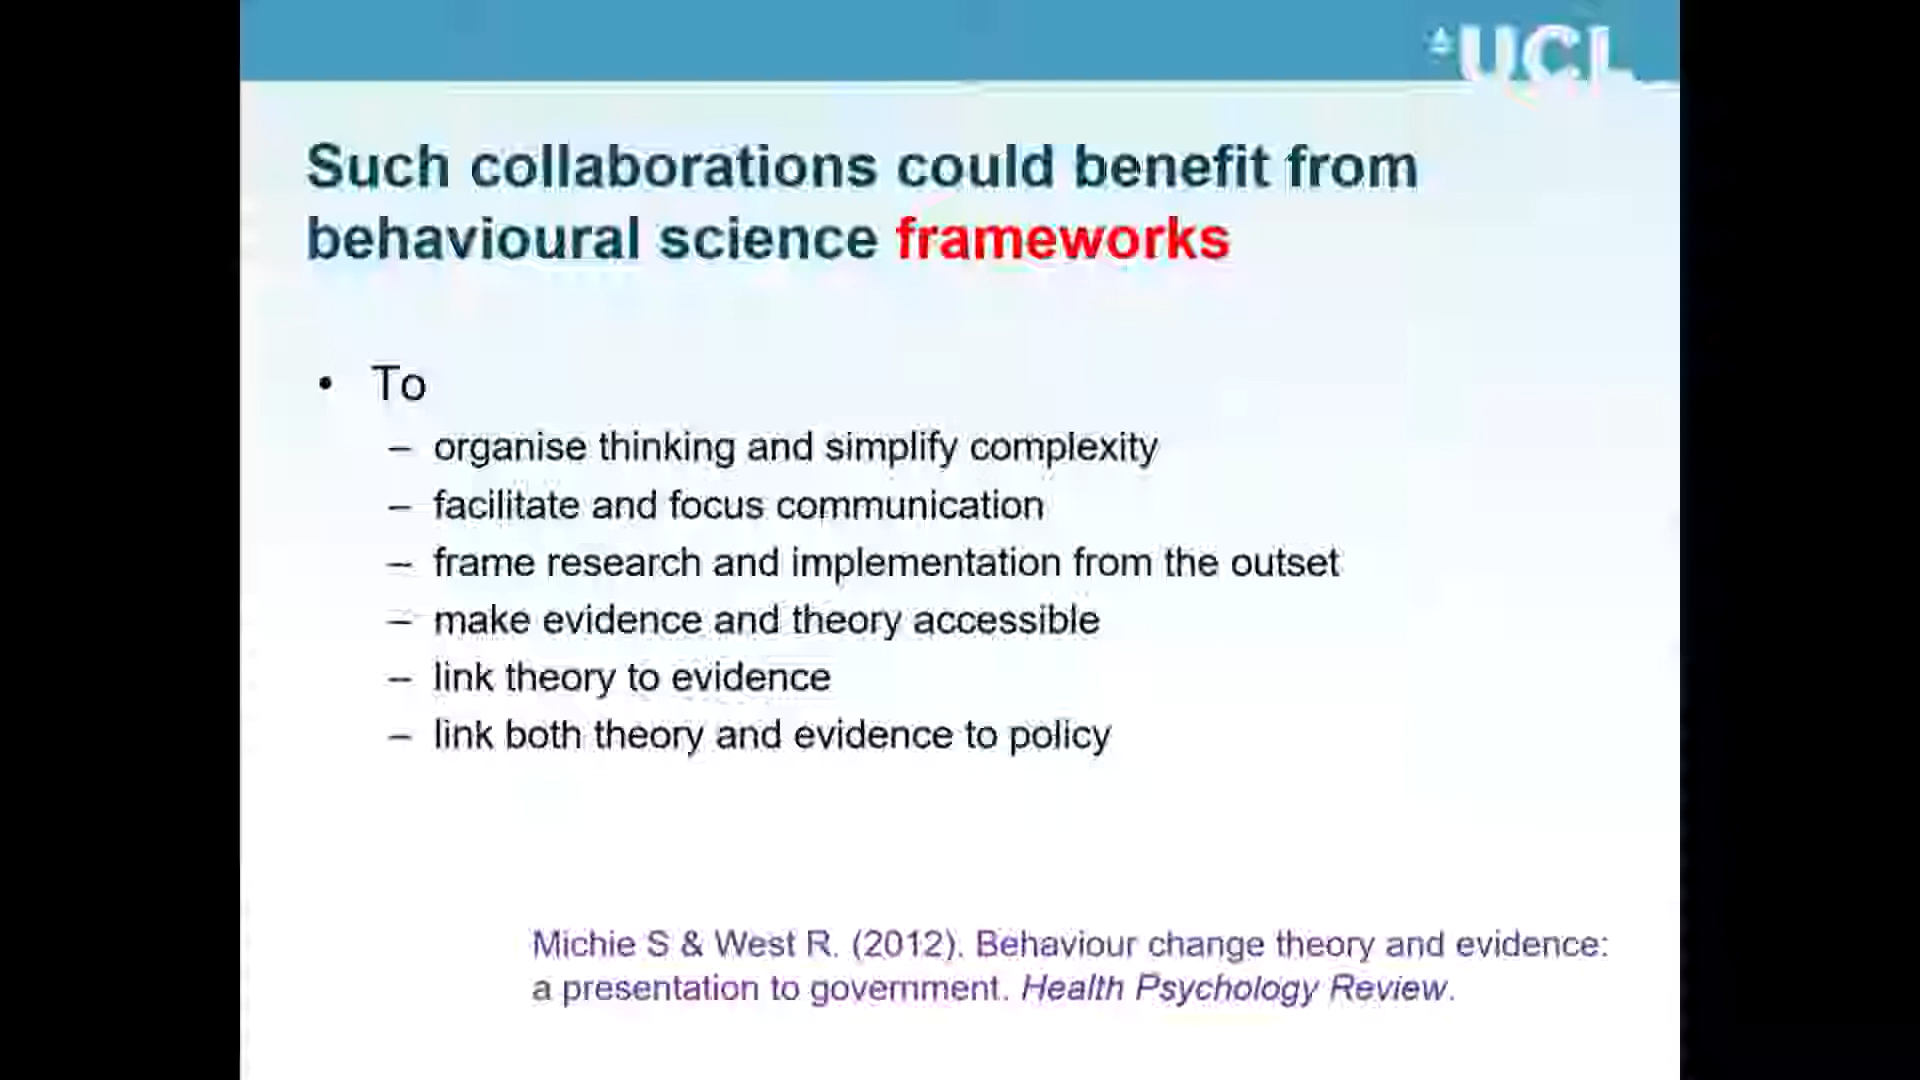 UCL
Such collaborations could benefit from
behavioural science frameworks
• To
– organise thinking and simplify complexity
– facilitate and focus communication
– frame research and implementation from the outset
– make evidence and theory accessible
– link theory to evidence
– link both theory and evidence to policy
Michie S & West R. (2012). Behaviour change theory and evidence:
a presentation to government. Health Psychology Review.